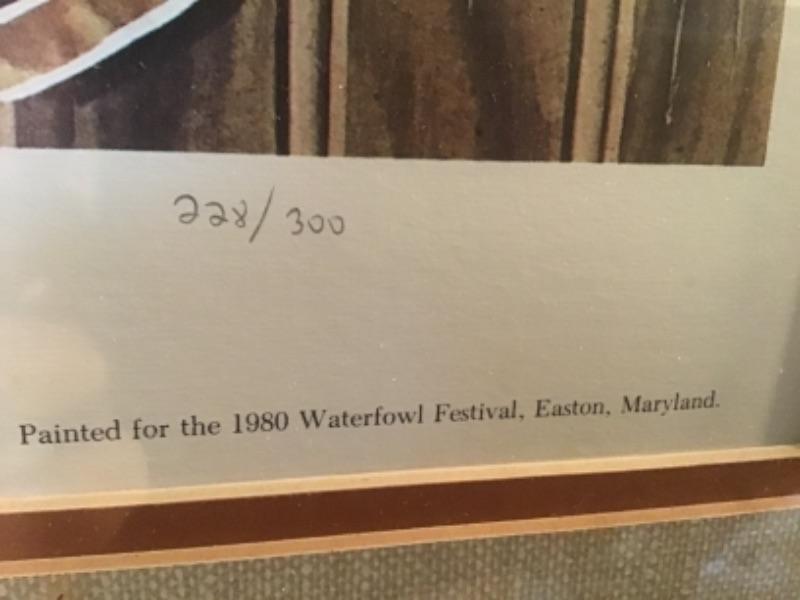 228/300
Painted for the 1980 Waterfowl Festival, Easton, Maryland.